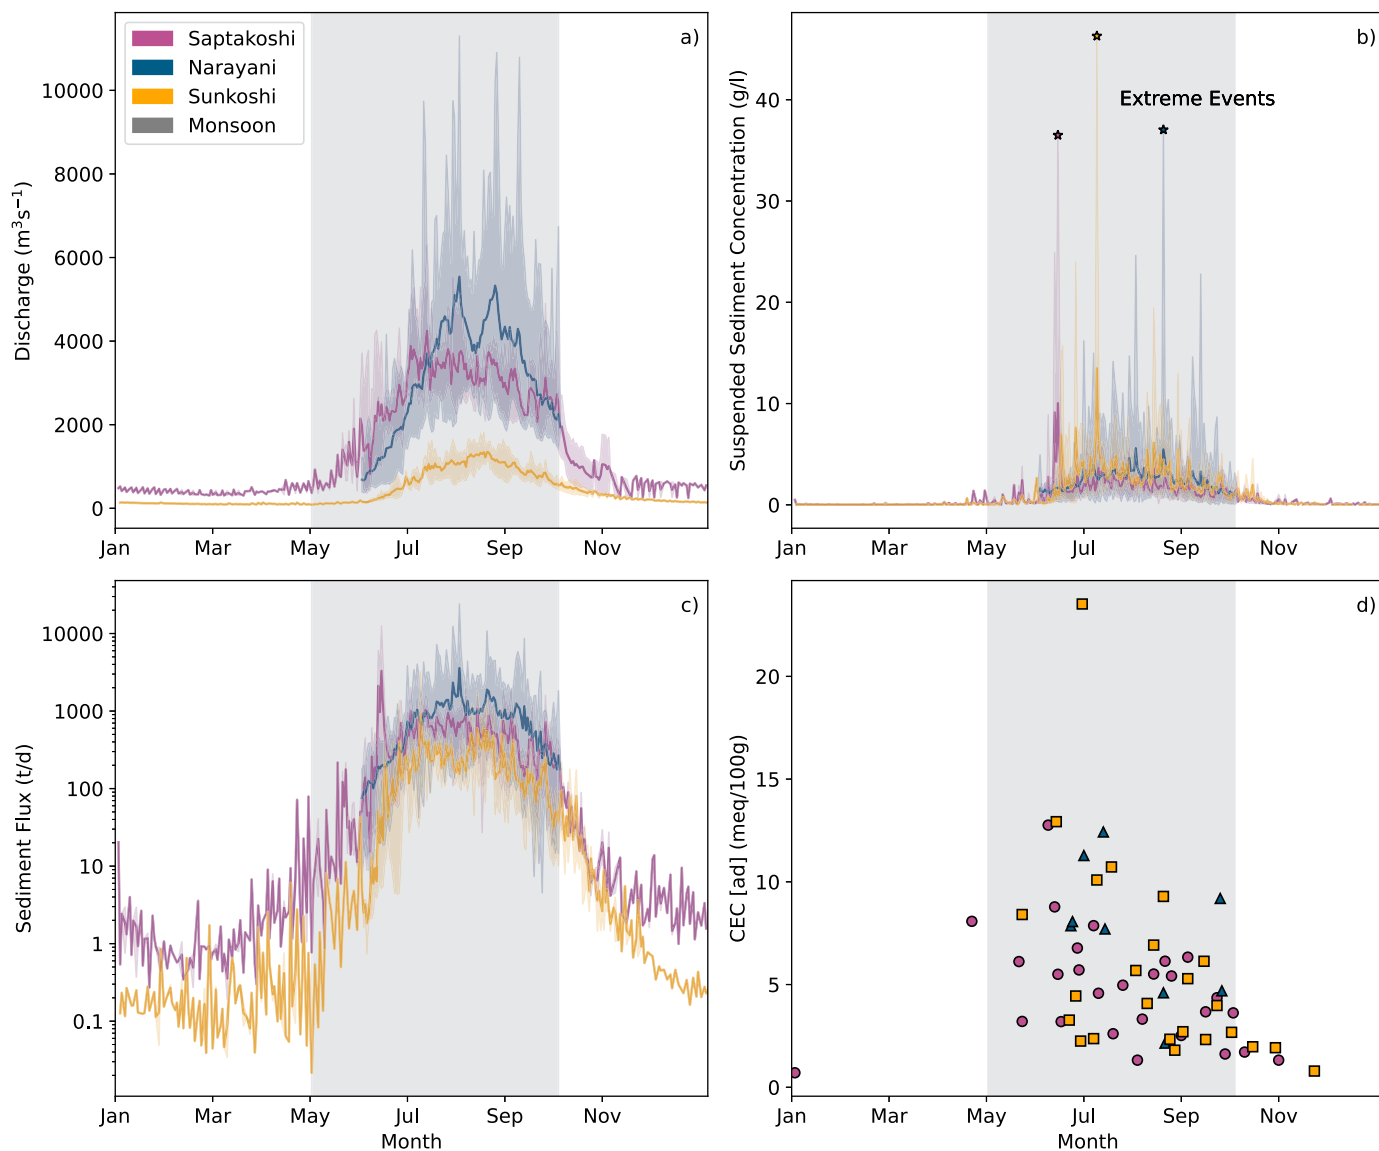 a)
Saptakoshi
Narayani
Sunkoshi
Monsoon
Discharge (m³s⁻¹)
10000
8000
6000
4000
2000
0
Jan Mar May Jul Sep Nov
b)
Extreme Events
Suspended Sediment Concentration (g/l)
40
30
20
10
0
Jan Mar May Jul Sep Nov
c)
Sediment Flux (t/d)
10000
1000
100
10
1
0.1
Jan Mar May Jul Sep Nov
Month
d)
CEC [ad] (meq/100g)
20
15
10
5
0
Jan Mar May Jul Sep Nov
Month